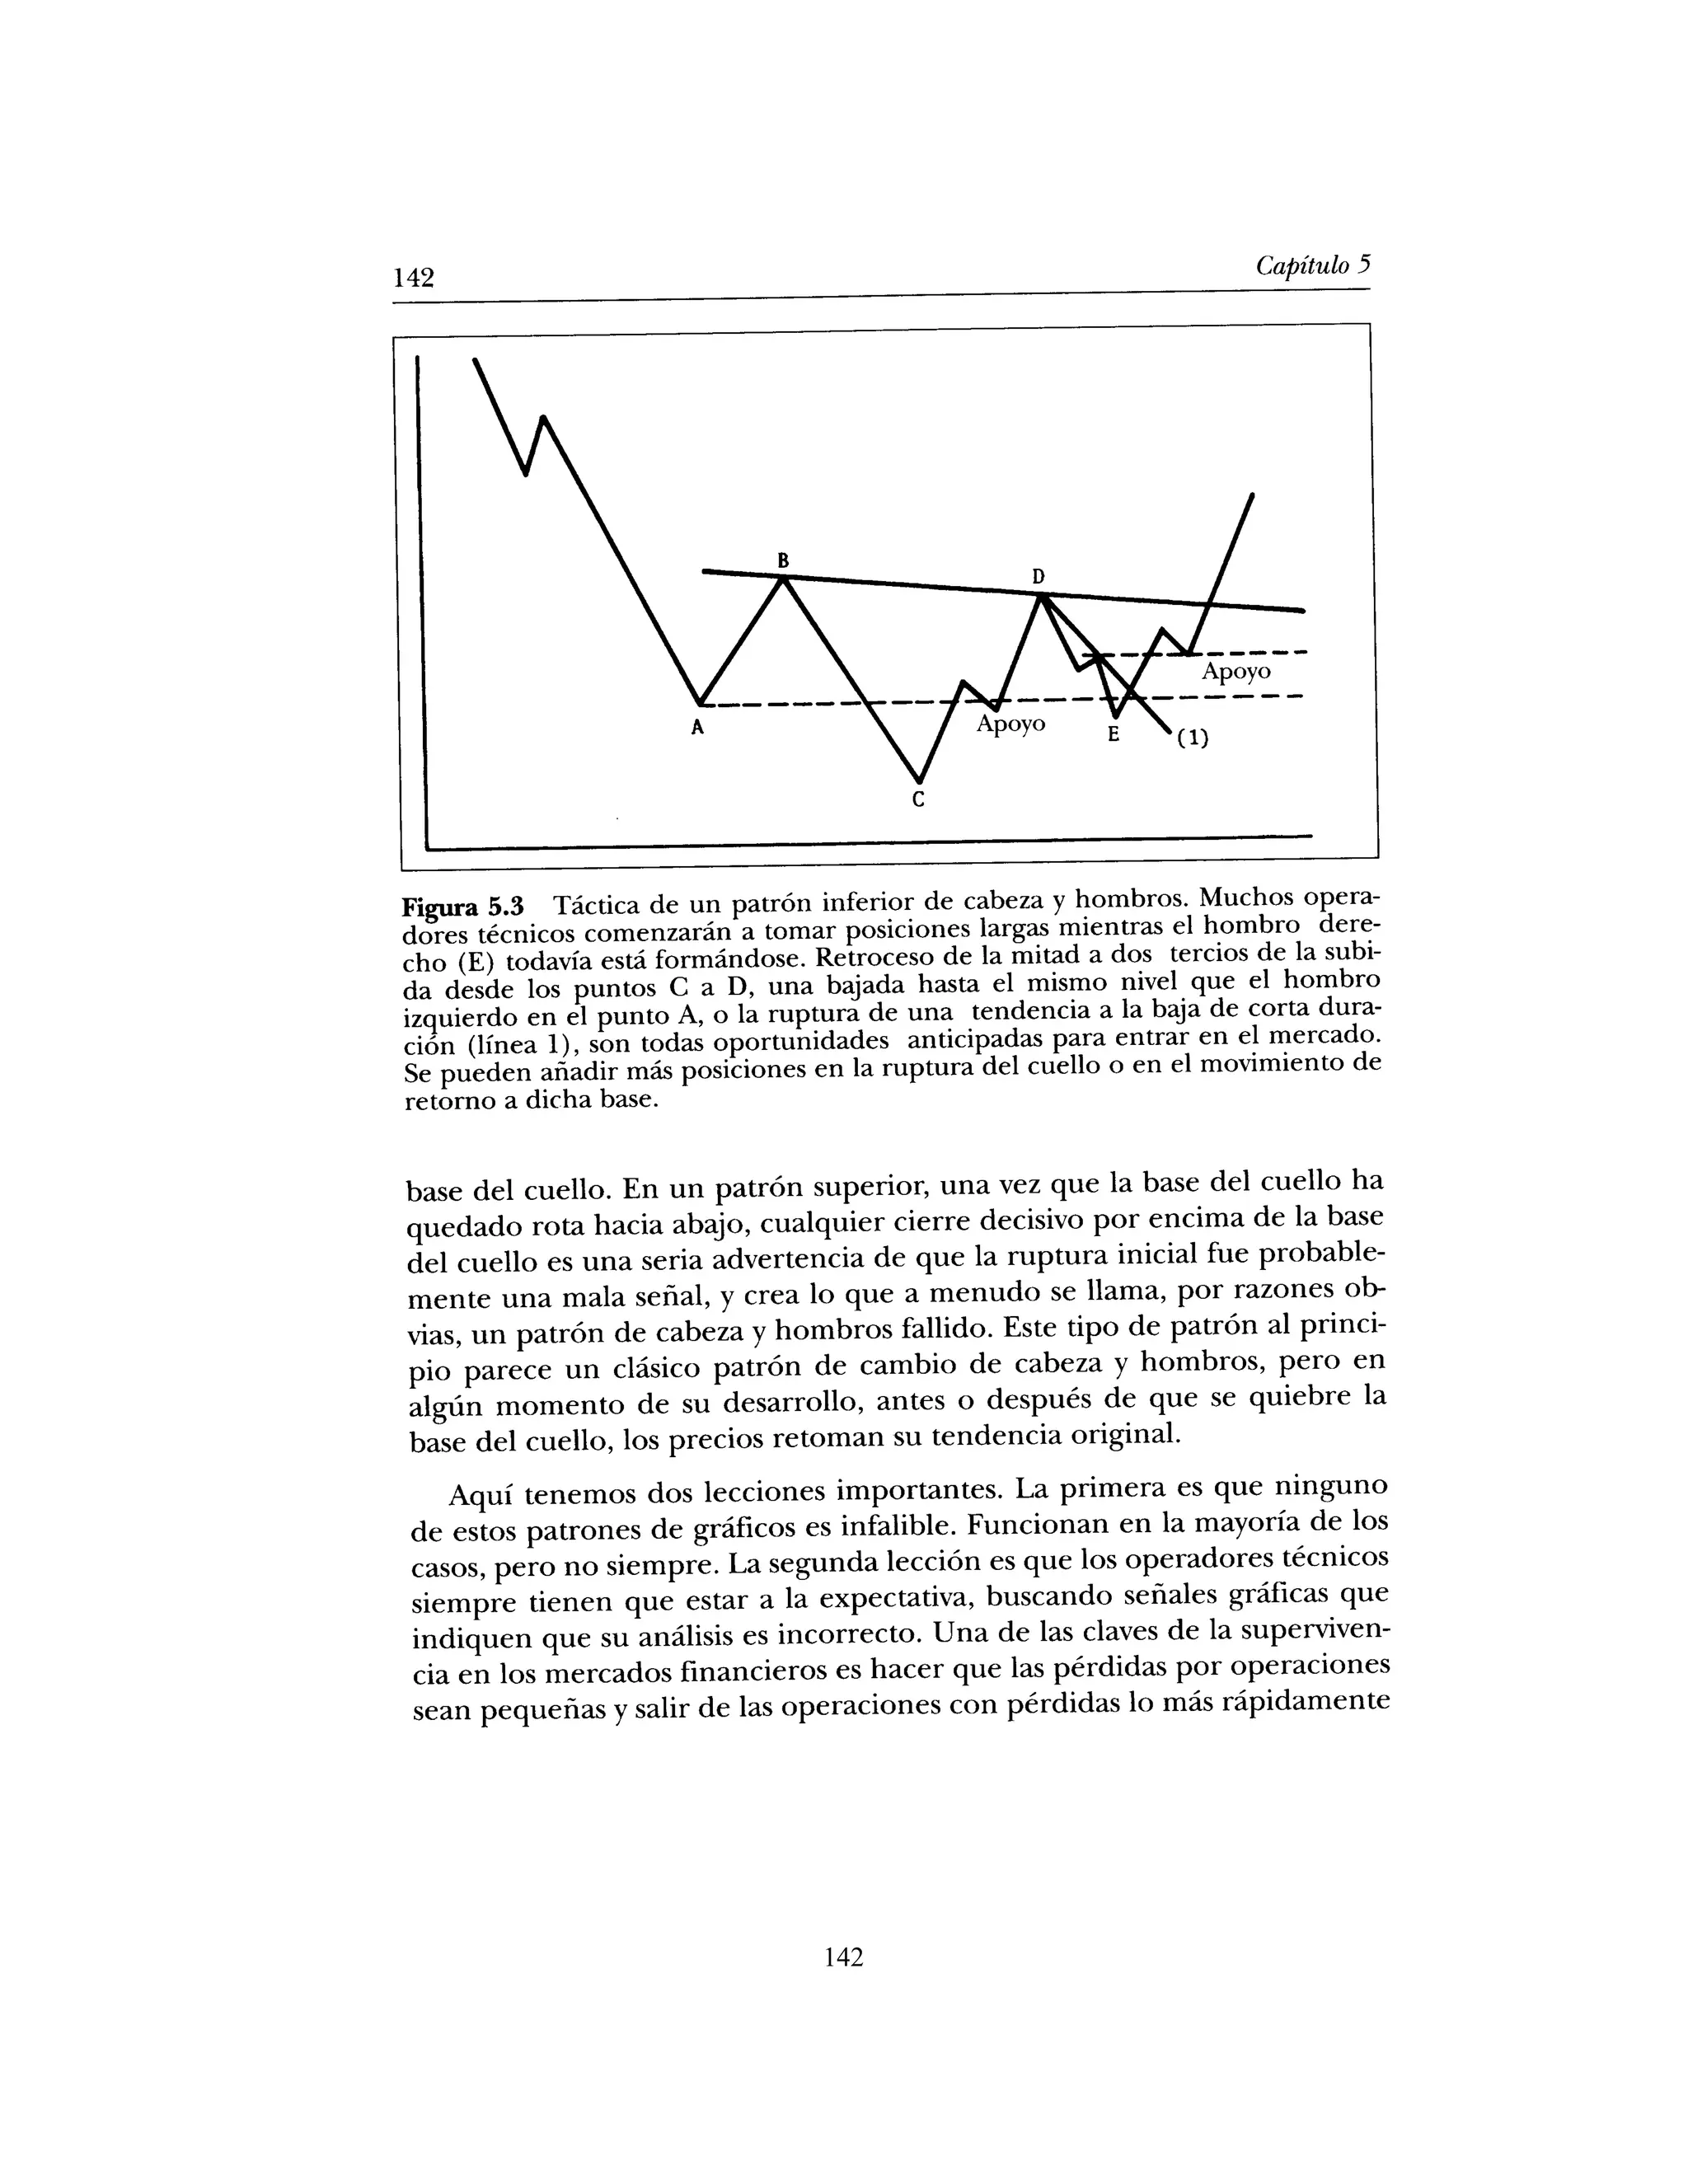 142
Capítulo 5
B
D
Apoyo
A
Apoyo
E
(1)
C
Figura 5.3 Táctica de un patrón inferior de cabeza y hombros. Muchos opera-
dores técnicos comenzarán a tomar posiciones largas mientras el hombro dere-
cho (E) todavía está formándose. Retroceso de la mitad a dos tercios de la subi-
da desde los puntos C a D, una bajada hasta el mismo nivel que el hombro
izquierdo en el punto A, o la ruptura de una tendencia a la baja de corta dura-
ción (línea 1), son todas oportunidades anticipadas para entrar en el mercado.
Se pueden añadir más posiciones en la ruptura del cuello o en el movimiento de
retorno a dicha base.
base del cuello. En un patrón superior, una vez que la base del cuello ha
quedado rota hacia abajo, cualquier cierre decisivo por encima de la base
del cuello es una seria advertencia de que la ruptura inicial fue probable-
mente una mala señal, y crea lo que a menudo se llama, por razones ob-
vias, un patrón de cabeza y hombros fallido. Este tipo de patrón al princi-
pio parece un clásico patrón de cambio de cabeza y hombros, pero en
algún momento de su desarrollo, antes o después de que se quiebre la
base del cuello, los precios retoman su tendencia original.
Aquí tenemos dos lecciones importantes. La primera es que ninguno
de estos patrones de gráficos es infalible. Funcionan en la mayoría de los
casos, pero no siempre. La segunda lección es que los operadores técnicos
siempre tienen que estar a la expectativa, buscando señales gráficas que
indiquen que su análisis es incorrecto. Una de las claves de la superviven-
cia en los mercados financieros es hacer que las pérdidas por operaciones
sean pequeñas y salir de las operaciones con pérdidas lo más rápidamente
142